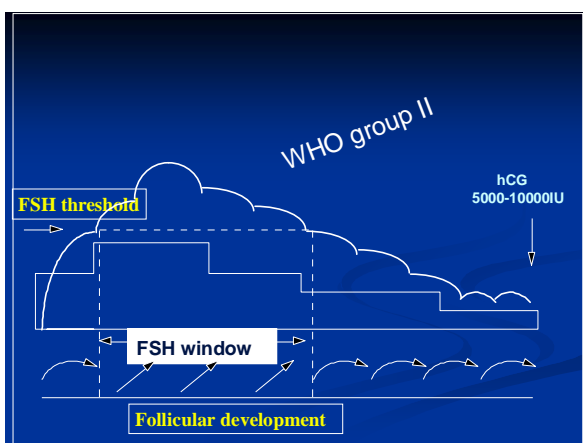 WHO group II
hCG
5000-10000IU
FSH threshold
FSH window
Follicular development